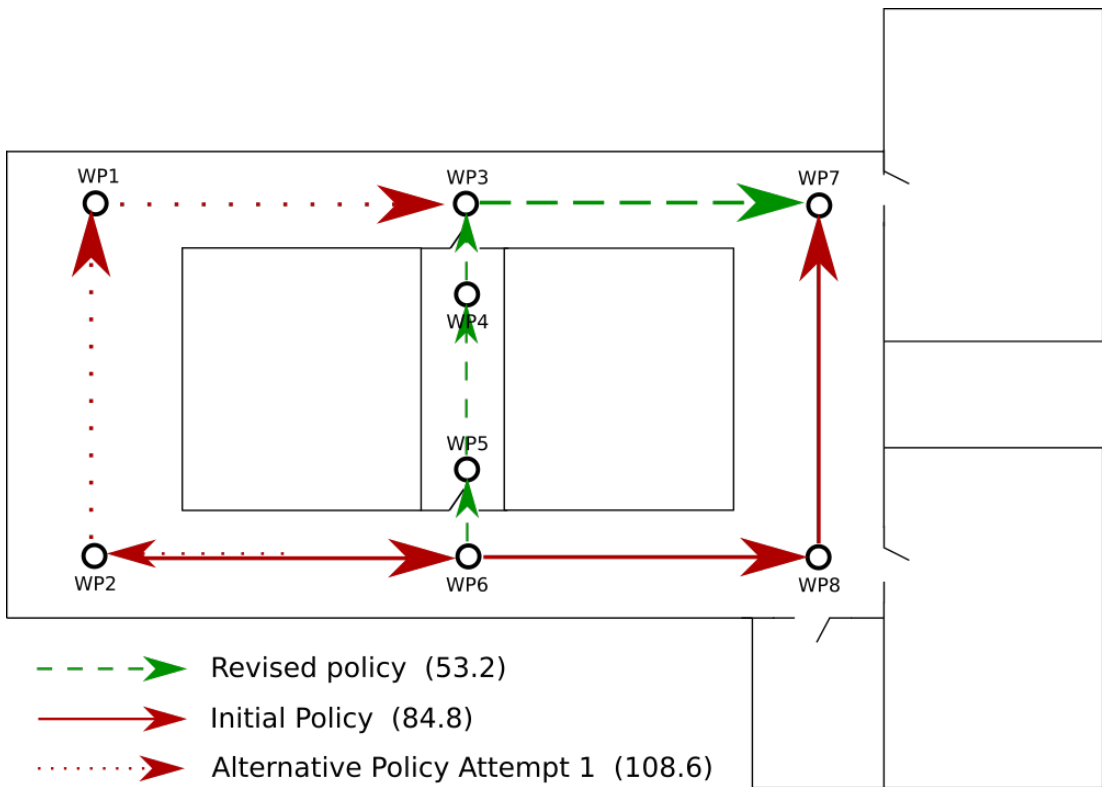 WP1
WP3
WP7
WP4
WP5
WP2
WP6
WP8
Revised policy (53.2)
Initial Policy (84.8)
Alternative Policy Attempt 1 (108.6)